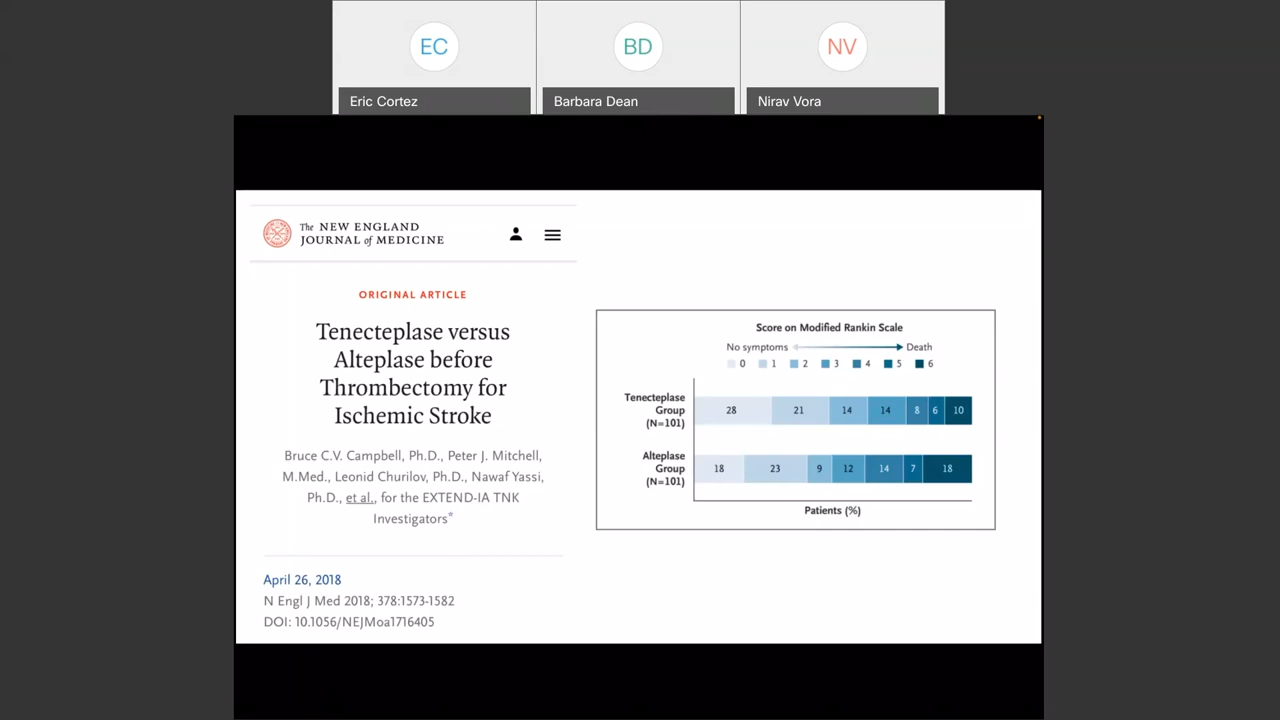 EC
BD
NV
Eric Cortez
Barbara Dean
Nirav Vora
The NEW ENGLAND
JOURNAL of MEDICINE
ORIGINAL ARTICLE
Tenecteplase versus
Alteplase before
Thrombectomy for
Ischemic Stroke
Bruce C.V. Campbell, Ph.D., Peter J. Mitchell,
M.Med., Leonid Churilov, Ph.D., Nawaf Yassi,
Ph.D., et al., for the EXTEND-IA TNK
Investigators*
April 26, 2018
N Engl J Med 2018; 378:1573-1582
DOI: 10.1056/NEJMoa1716405
Score on Modified Rankin Scale
No symptoms Death
0 1 2 3 4 5 6
Tenecteplase
Group
(N=101)
28 21 14 14 8 6 10
Alteplase
Group
(N=101)
18 23 9 12 14 7 18
Patients (%)